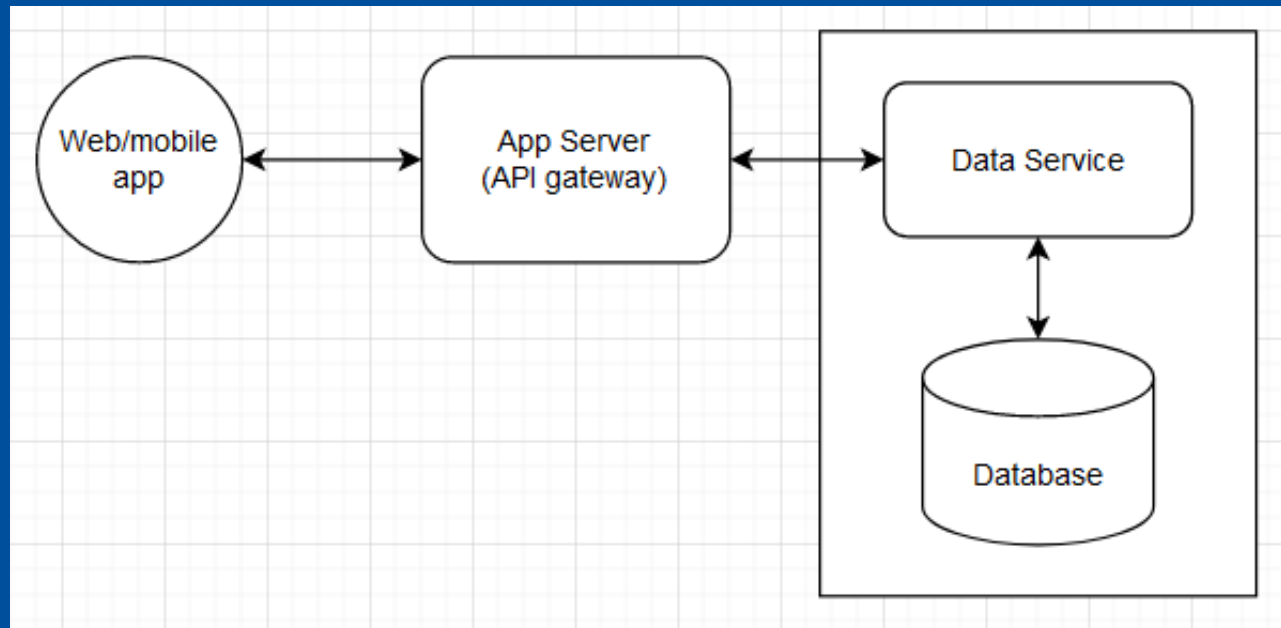 Web/mobile
app
App Server
(API gateway)
Data Service
Database